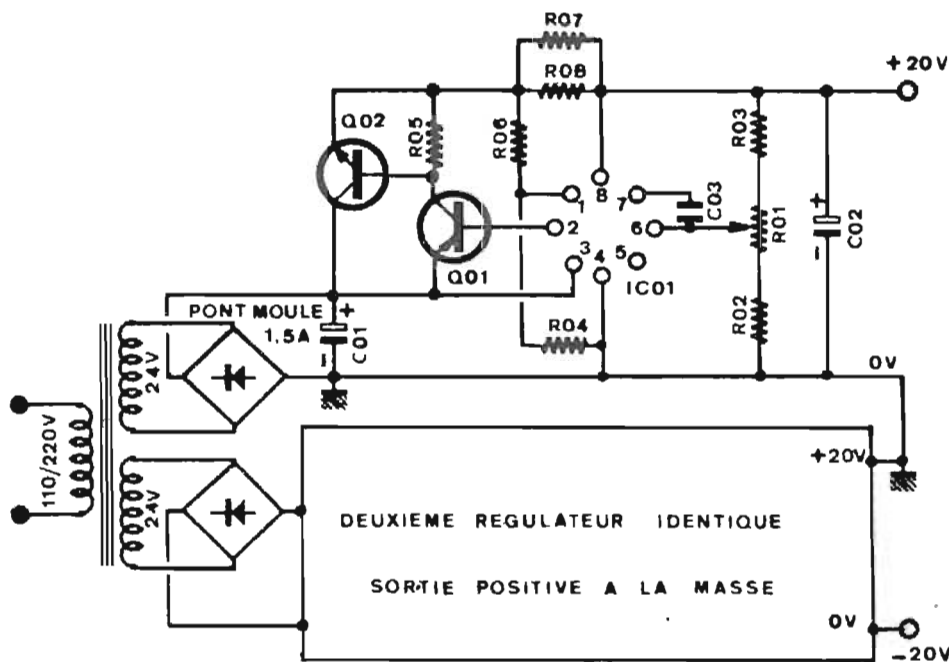 R07
R08
+20V
Q02
R05
R06
R03
1
8
7
C03
2
6
R01
+
C02
-
3
4
5
IC01
Q01
PONT MOULE
+
1.5A
-
C01
R04
R02
24V
0V
110/220V
24V
+20V
DEUXIEME REGULATEUR IDENTIQUE
SORTIE POSITIVE A LA MASSE
0V
-20V